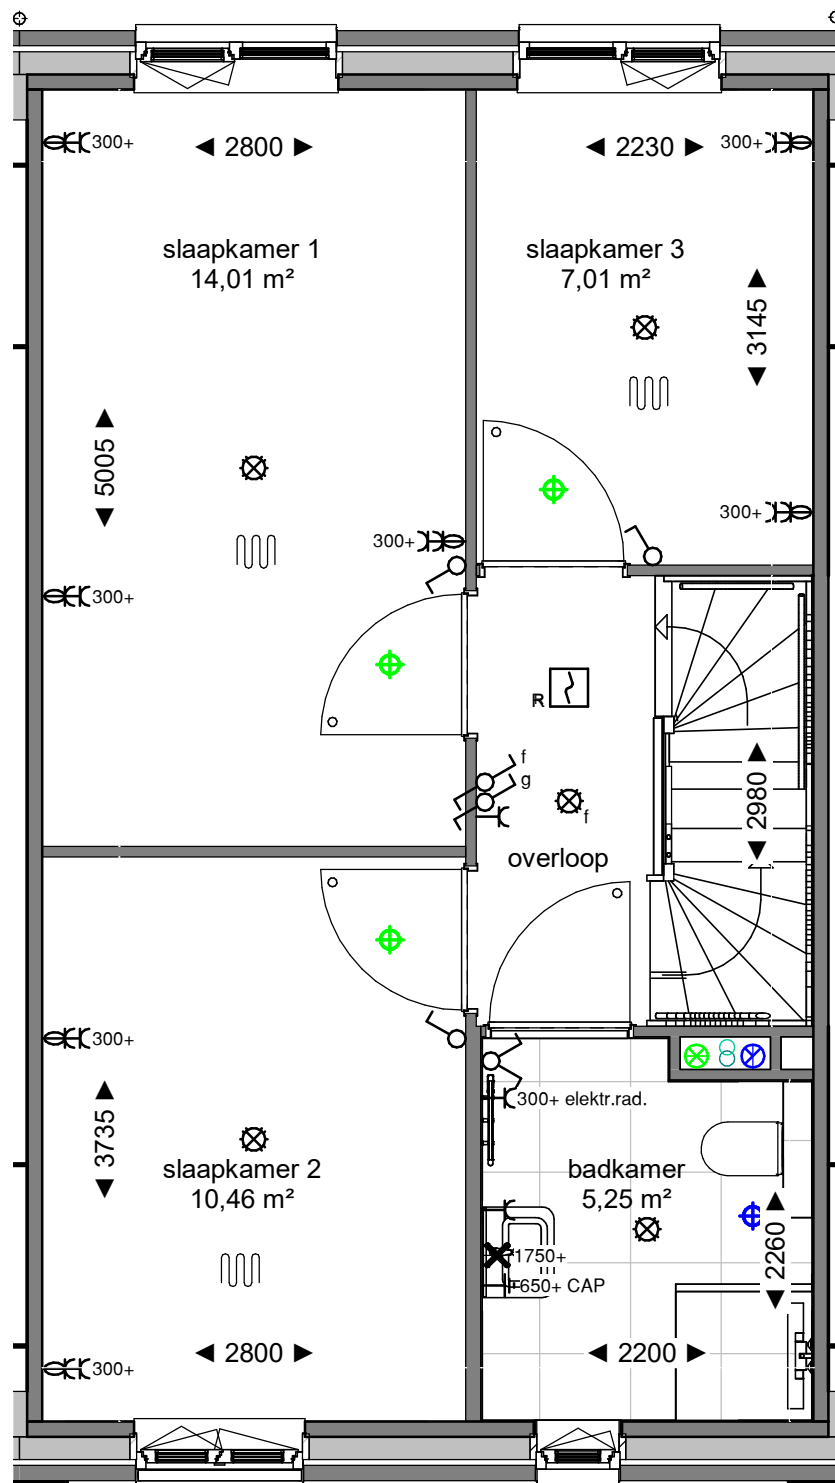 300+
◄ 2800 ►
◄ 2230 ►
300+
slaapkamer 1
14,01 m²
slaapkamer 3
7,01 m²
◄ 3145 ►
◄ 5005 ►
300+
300+
300+
R
f
g
f
◄ 2980 ►
overloop
300+
300+ elektr.rad.
◄ 3735 ►
slaapkamer 2
10,46 m²
badkamer
5,25 m²
◄ 2260 ►
1750+
650+ CAP
300+
◄ 2800 ►
◄ 2200 ►